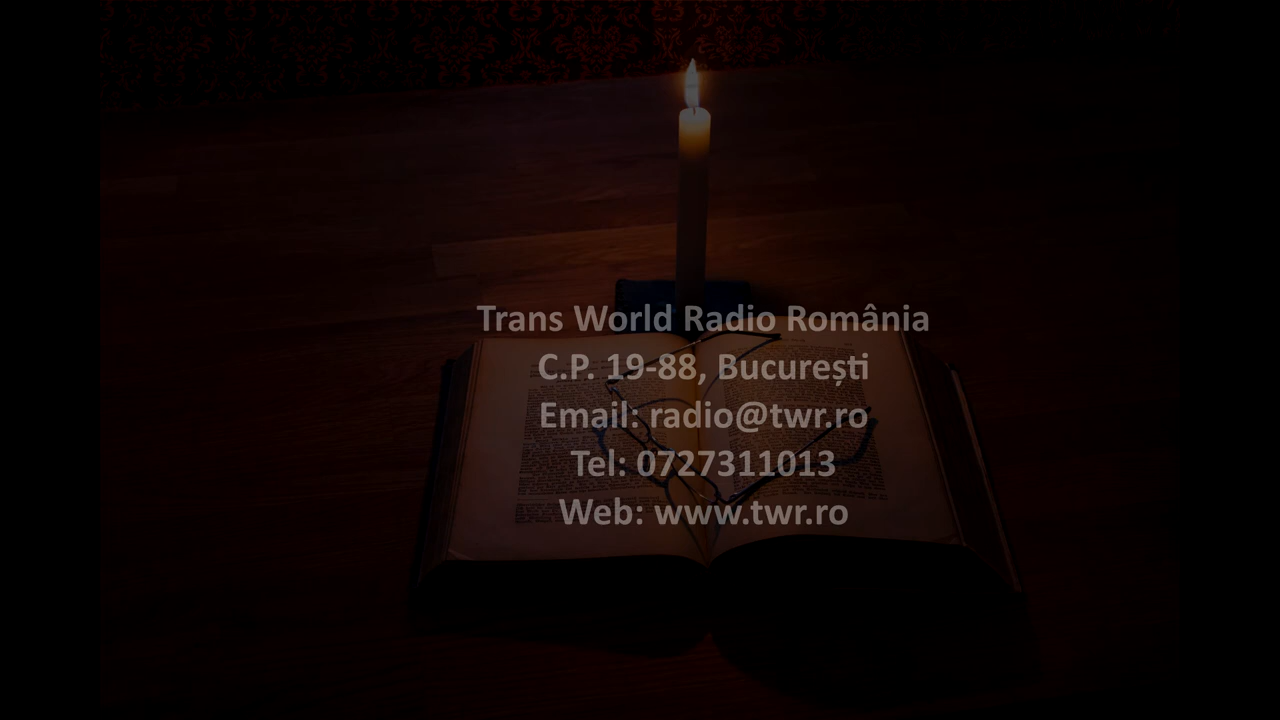 Trans World Radio România
C.P. 19-88, București
Email: radio@twr.ro
Tel: 0727311013
Web: www.twr.ro